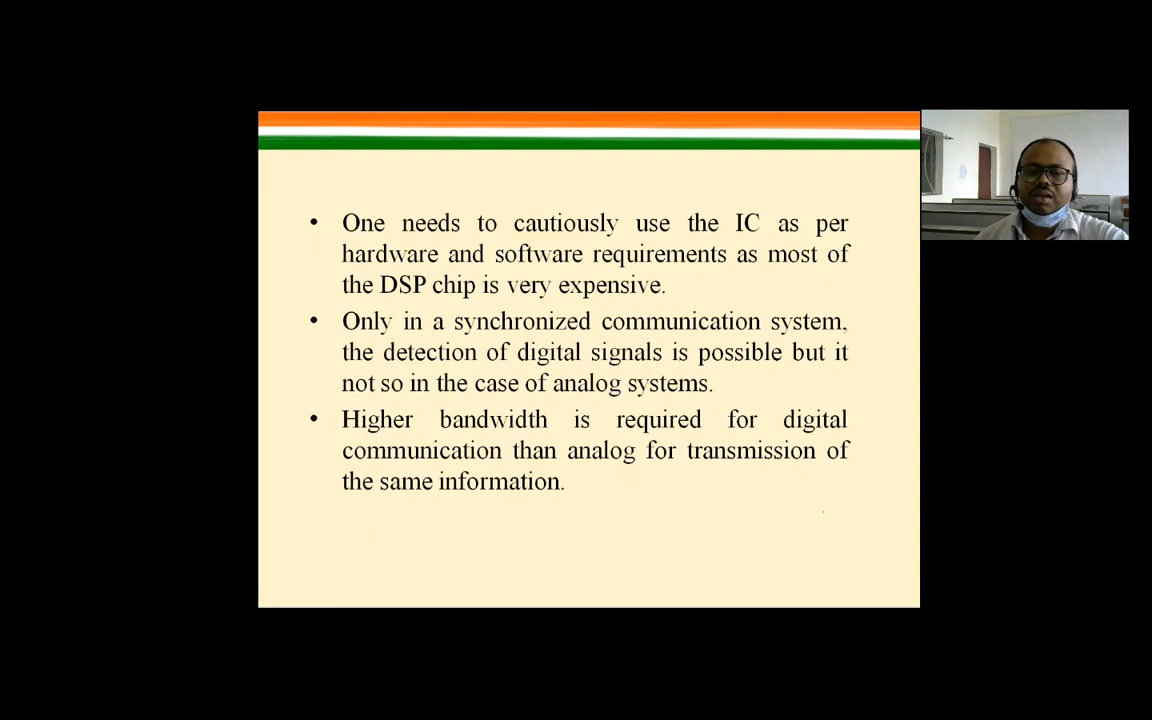 • One needs to cautiously use the IC as per
hardware and software requirements as most of
the DSP chip is very expensive.
• Only in a synchronized communication system,
the detection of digital signals is possible but it
not so in the case of analog systems.
• Higher bandwidth is required for digital
communication than analog for transmission of
the same information.